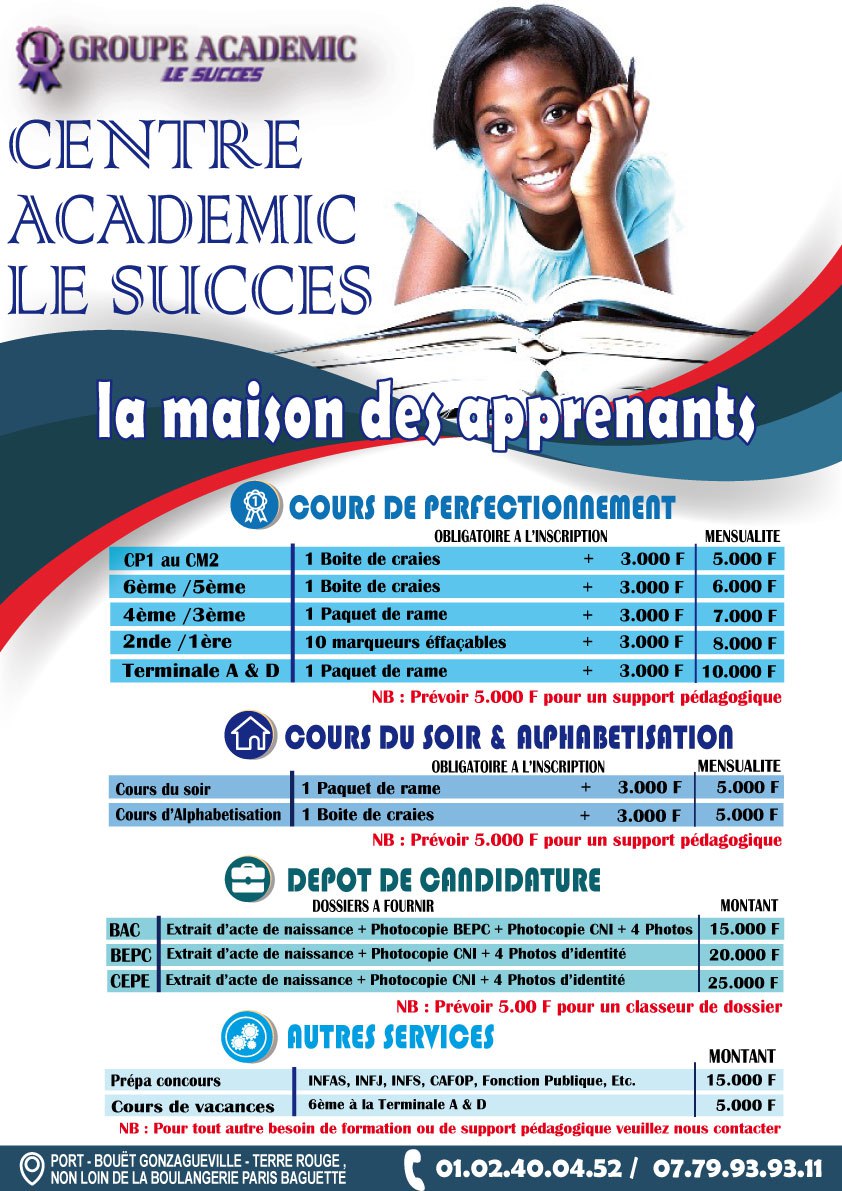 1 GROUPE ACADEMIC
LE SUCCES
CENTRE
ACADEMIC
LE SUCCES
la maison des apprenants
1 COURS DE PERFECTIONNEMENT
OBLIGATOIRE A L'INSCRIPTION MENSUALITE
CP1 au CM2 1 Boite de craies + 3.000 F 5.000 F
6ème /5ème 1 Boite de craies + 3.000 F 6.000 F
4ème /3ème 1 Paquet de rame + 3.000 F 7.000 F
2nde /1ère 10 marqueurs éffaçables + 3.000 F 8.000 F
Terminale A & D 1 Paquet de rame + 3.000 F 10.000 F
NB : Prévoir 5.000 F pour un support pédagogique
COURS DU SOIR & ALPHABETISATION
OBLIGATOIRE A L'INSCRIPTION MENSUALITE
Cours du soir 1 Paquet de rame + 3.000 F 5.000 F
Cours d'Alphabetisation 1 Boite de craies + 3.000 F 5.000 F
NB : Prévoir 5.000 F pour un support pédagogique
DEPOT DE CANDIDATURE
DOSSIERS A FOURNIR MONTANT
BAC Extrait d'acte de naissance + Photocopie BEPC + Photocopie CNI + 4 Photos 15.000 F
BEPC Extrait d'acte de naissance + Photocopie CNI + 4 Photos d'identité 20.000 F
CEPE Extrait d'acte de naissance + Photocopie CNI + 4 Photos d'identité 25.000 F
NB : Prévoir 5.00 F pour un classeur de dossier
AUTRES SERVICES
MONTANT
Prépa concours INFAS, INFJ, INFS, CAFOP, Fonction Publique, Etc. 15.000 F
Cours de vacances 6ème à la Terminale A & D 5.000 F
NB : Pour tout autre besoin de formation ou de support pédagogique veuillez nous contacter
PORT - BOUËT GONZAGUEVILLE - TERRE ROUGE ,
NON LOIN DE LA BOULANGERIE PARIS BAGUETTE
01.02.40.04.52 / 07.79.93.93.11